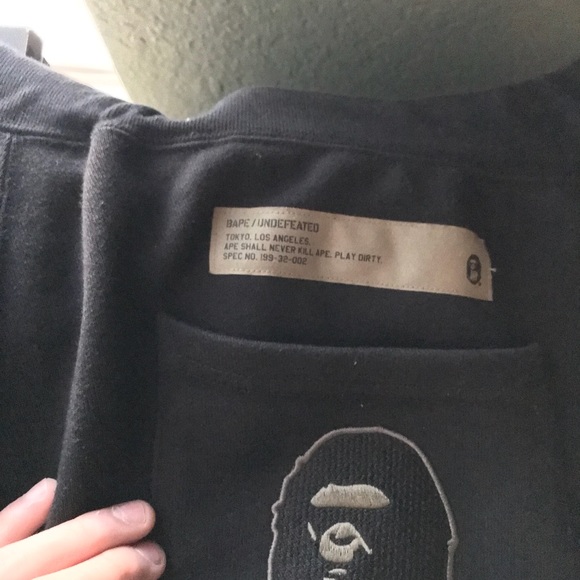 BAPE / UNDEFEATED
TOKYO. LOS ANGELES.
APE SHALL NEVER KILL APE. PLAY DIRTY.
SPEC NO. 199-32-002